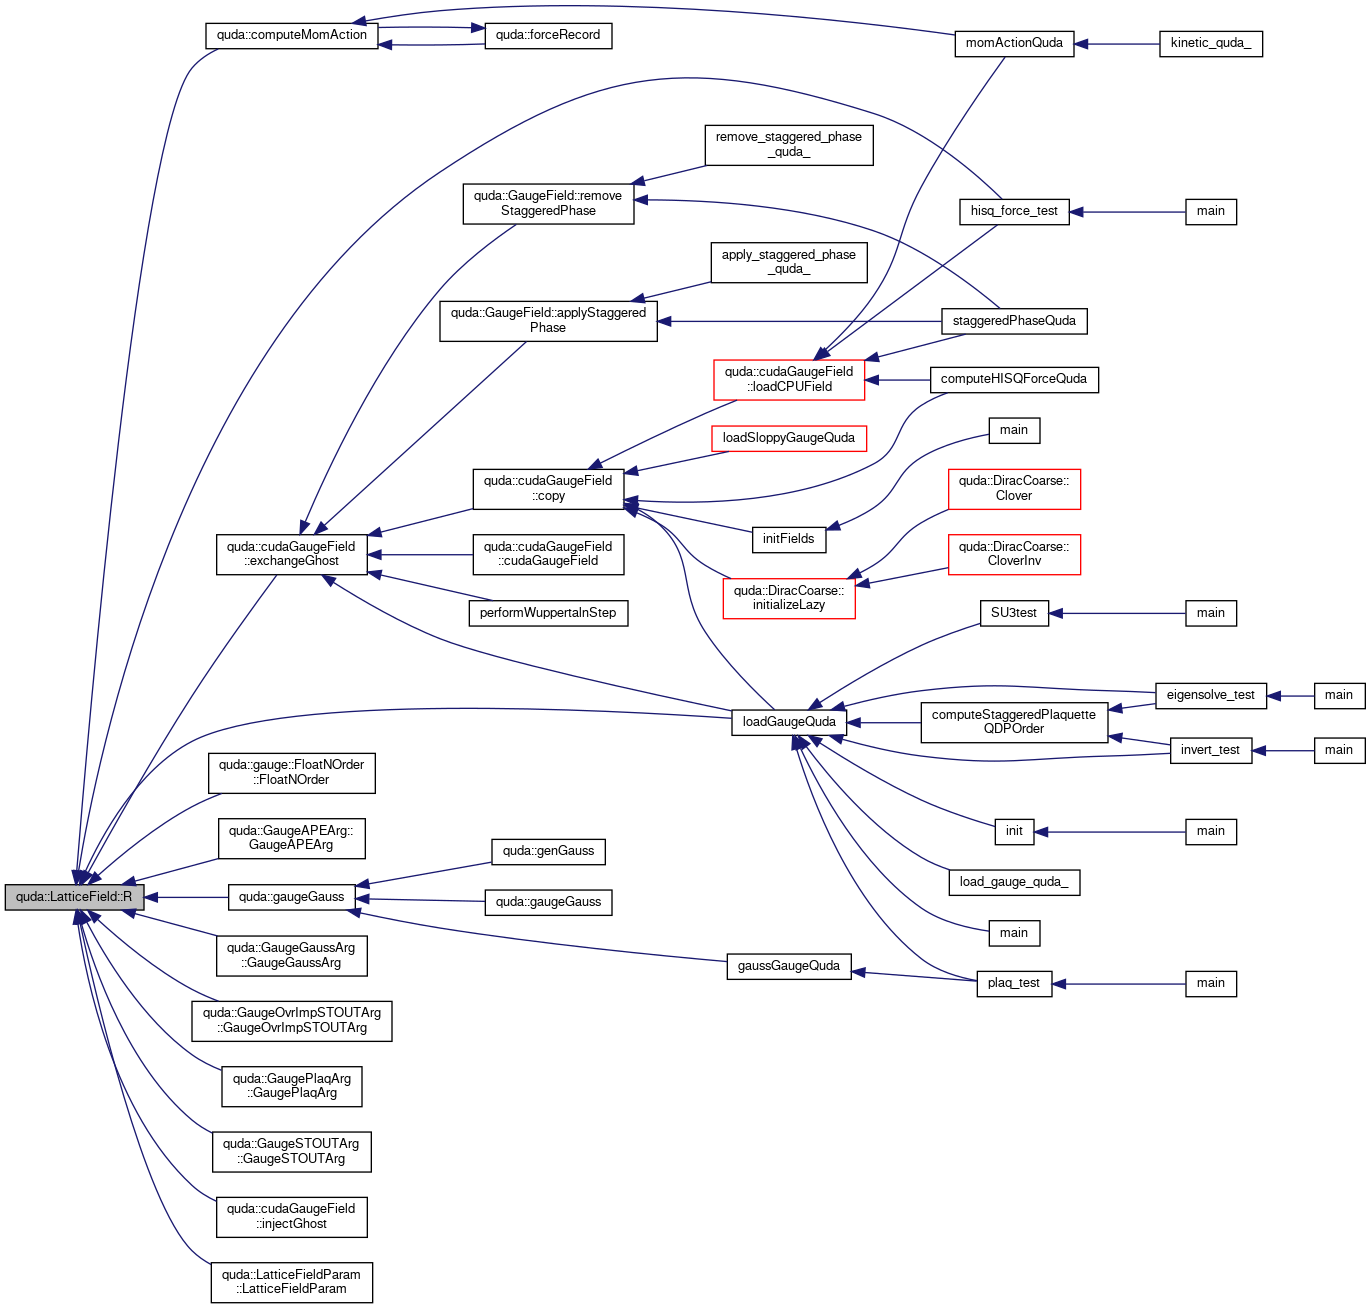 quda::computeMomAction
quda::forceRecord
momActionQuda
kinetic_quda_
remove_staggered_phase
_quda_
quda::GaugeField::remove
StaggeredPhase
hisq_force_test
main
apply_staggered_phase
_quda_
quda::GaugeField::applyStaggered
Phase
staggeredPhaseQuda
quda::cudaGaugeField
::loadCPUField
computeHISQForceQuda
loadSloppyGaugeQuda
main
quda::cudaGaugeField
::copy
quda::DiracCoarse::
Clover
initFields
quda::cudaGaugeField
::exchangeGhost
quda::cudaGaugeField
::cudaGaugeField
quda::DiracCoarse::
CloverInv
quda::DiracCoarse::
initializeLazy
performWuppertalnStep
SU3test
main
eigensolve_test
main
loadGaugeQuda
computeStaggeredPlaquette
QDPOrder
invert_test
main
quda::gauge::FloatNOrder
::FloatNOrder
quda::GaugeAPEArg::
GaugeAPEArg
init
main
quda::genGauss
load_gauge_quda_
quda::LatticeField::R
quda::gaugeGauss
quda::gaugeGauss
main
quda::GaugeGaussArg
::GaugeGaussArg
gaussGaugeQuda
plaq_test
main
quda::GaugeOvrImpSTOUTArg
::GaugeOvrImpSTOUTArg
quda::GaugePlaqArg
::GaugePlaqArg
quda::GaugeSTOUTArg
::GaugeSTOUTArg
quda::cudaGaugeField
::injectGhost
quda::LatticeFieldParam
::LatticeFieldParam